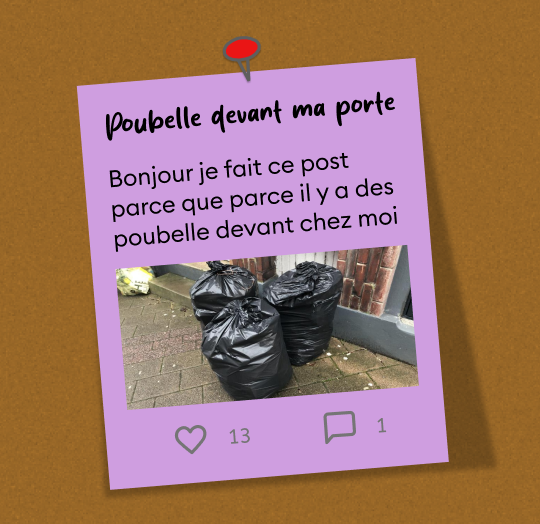 Poubelle devant ma porte
Bonjour je fait ce post
parce que parce il y a des
poubelle devant chez moi
13
1